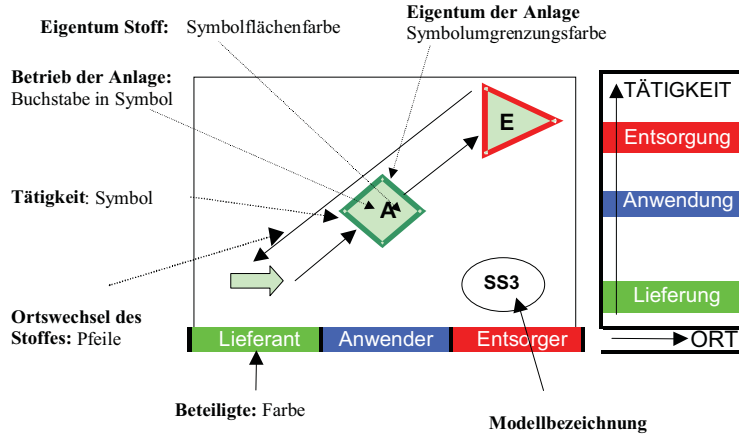 Eigentum Stoff: Symbolflächenfarbe
Eigentum der Anlage
Symbolumgrenzungsfarbe
Betrieb der Anlage:
Buchstabe in Symbol
Tätigkeit: Symbol
Ortswechsel des
Stoffes: Pfeile
E
A
SS3
Lieferant Anwender Entsorger
Beteiligte: Farbe
Modellbezeichnung
TÄTIGKEIT
Entsorgung
Anwendung
Lieferung
ORT